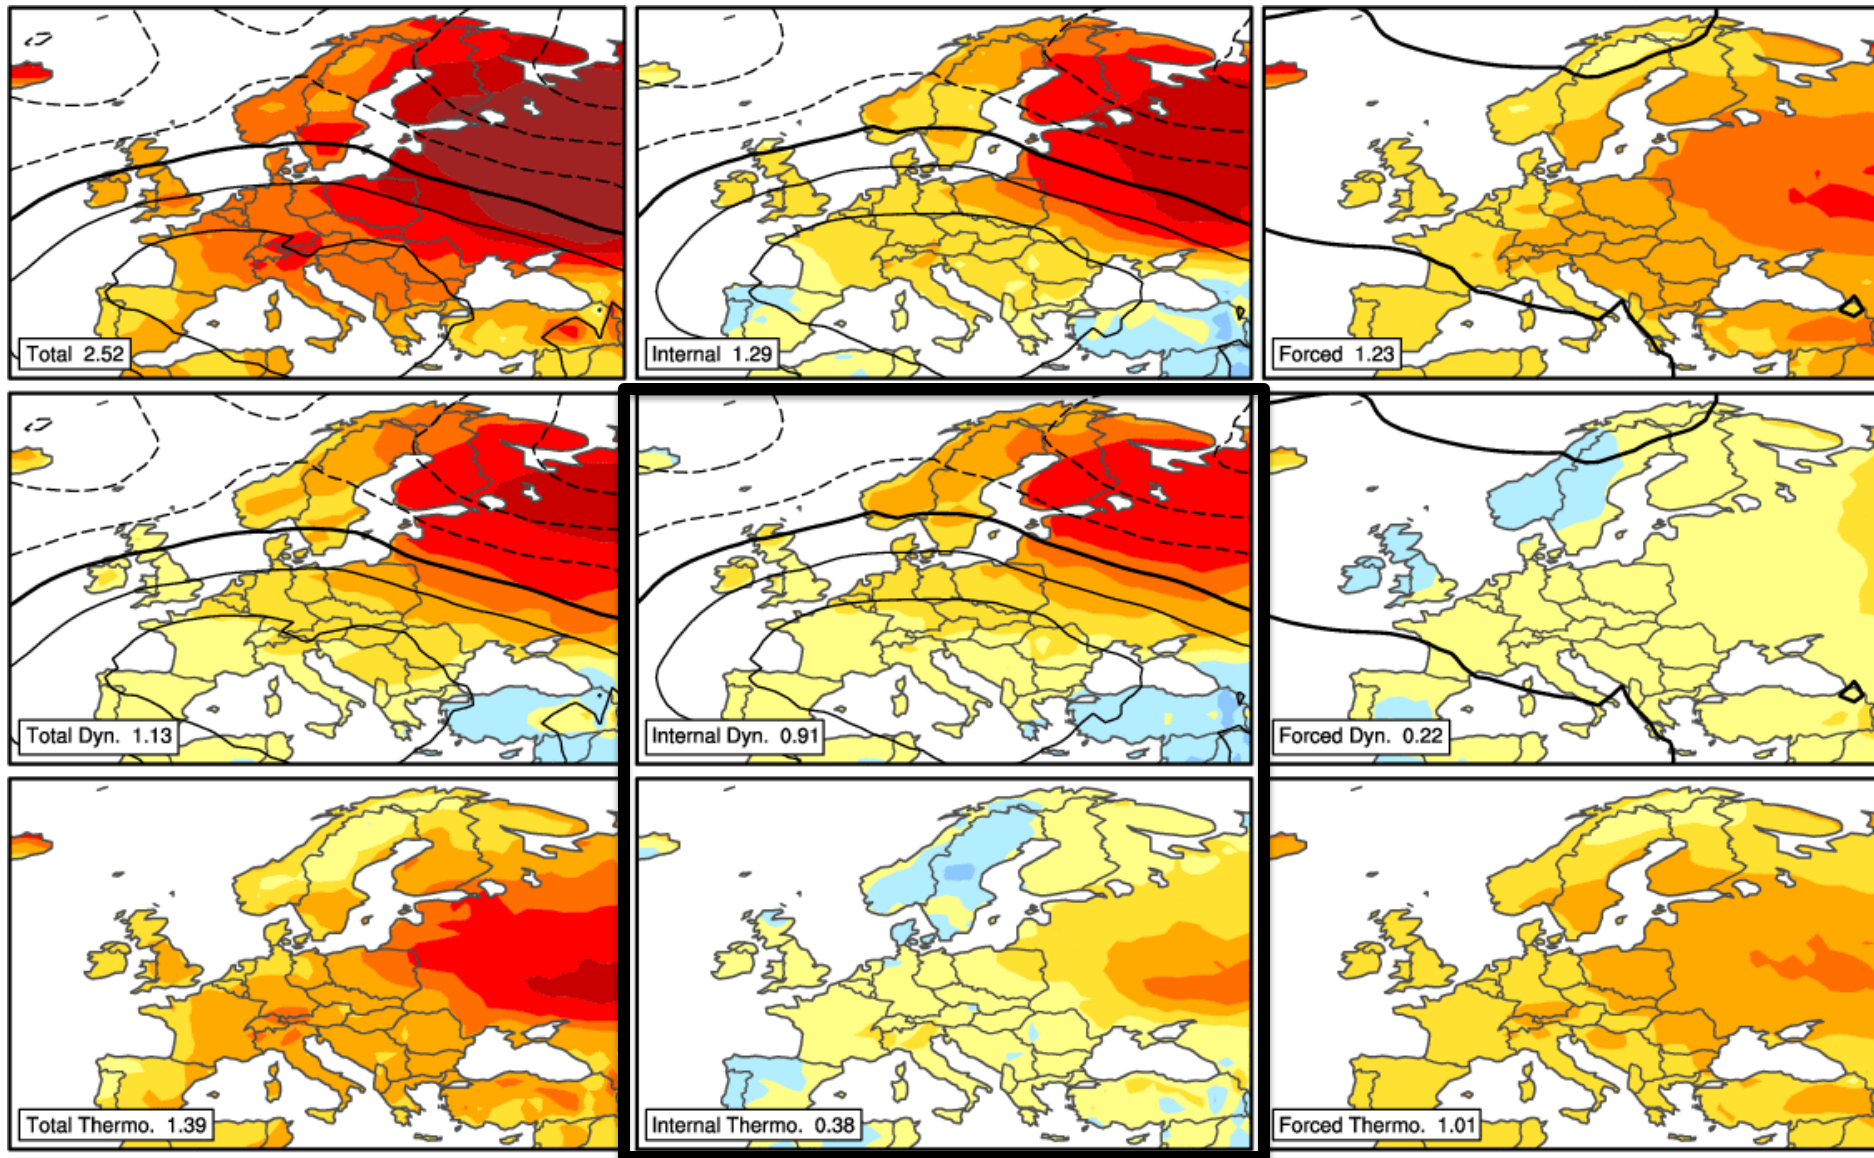 Total 2.52
Internal 1.29
Forced 1.23
Total Dyn. 1.13
Internal Dyn. 0.91
Forced Dyn. 0.22
Total Thermo. 1.39
Internal Thermo. 0.38
Forced Thermo. 1.01